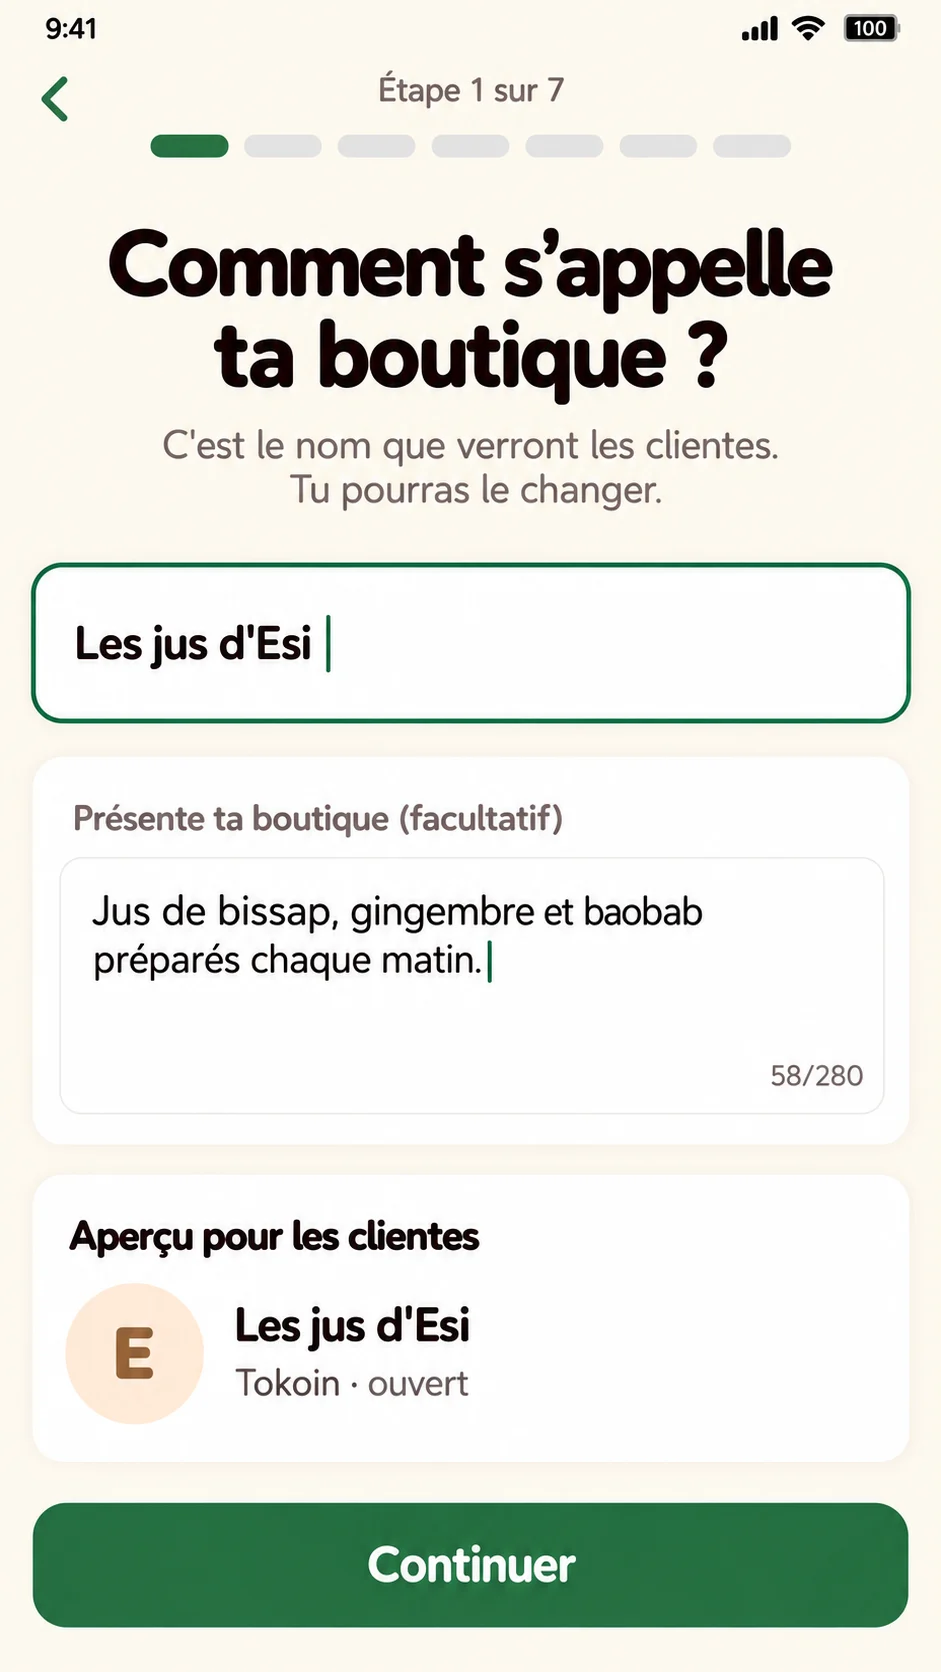 9:41
100
Étape 1 sur 7
Comment s’appelle
ta boutique ?
C'est le nom que verront les clientes.
Tu pourras le changer.
Les jus d'Esi
Présente ta boutique (facultatif)
Jus de bissap, gingembre et baobab
préparés chaque matin.
58/280
Aperçu pour les clientes
E
Les jus d'Esi
Tokoin · ouvert
Continuer